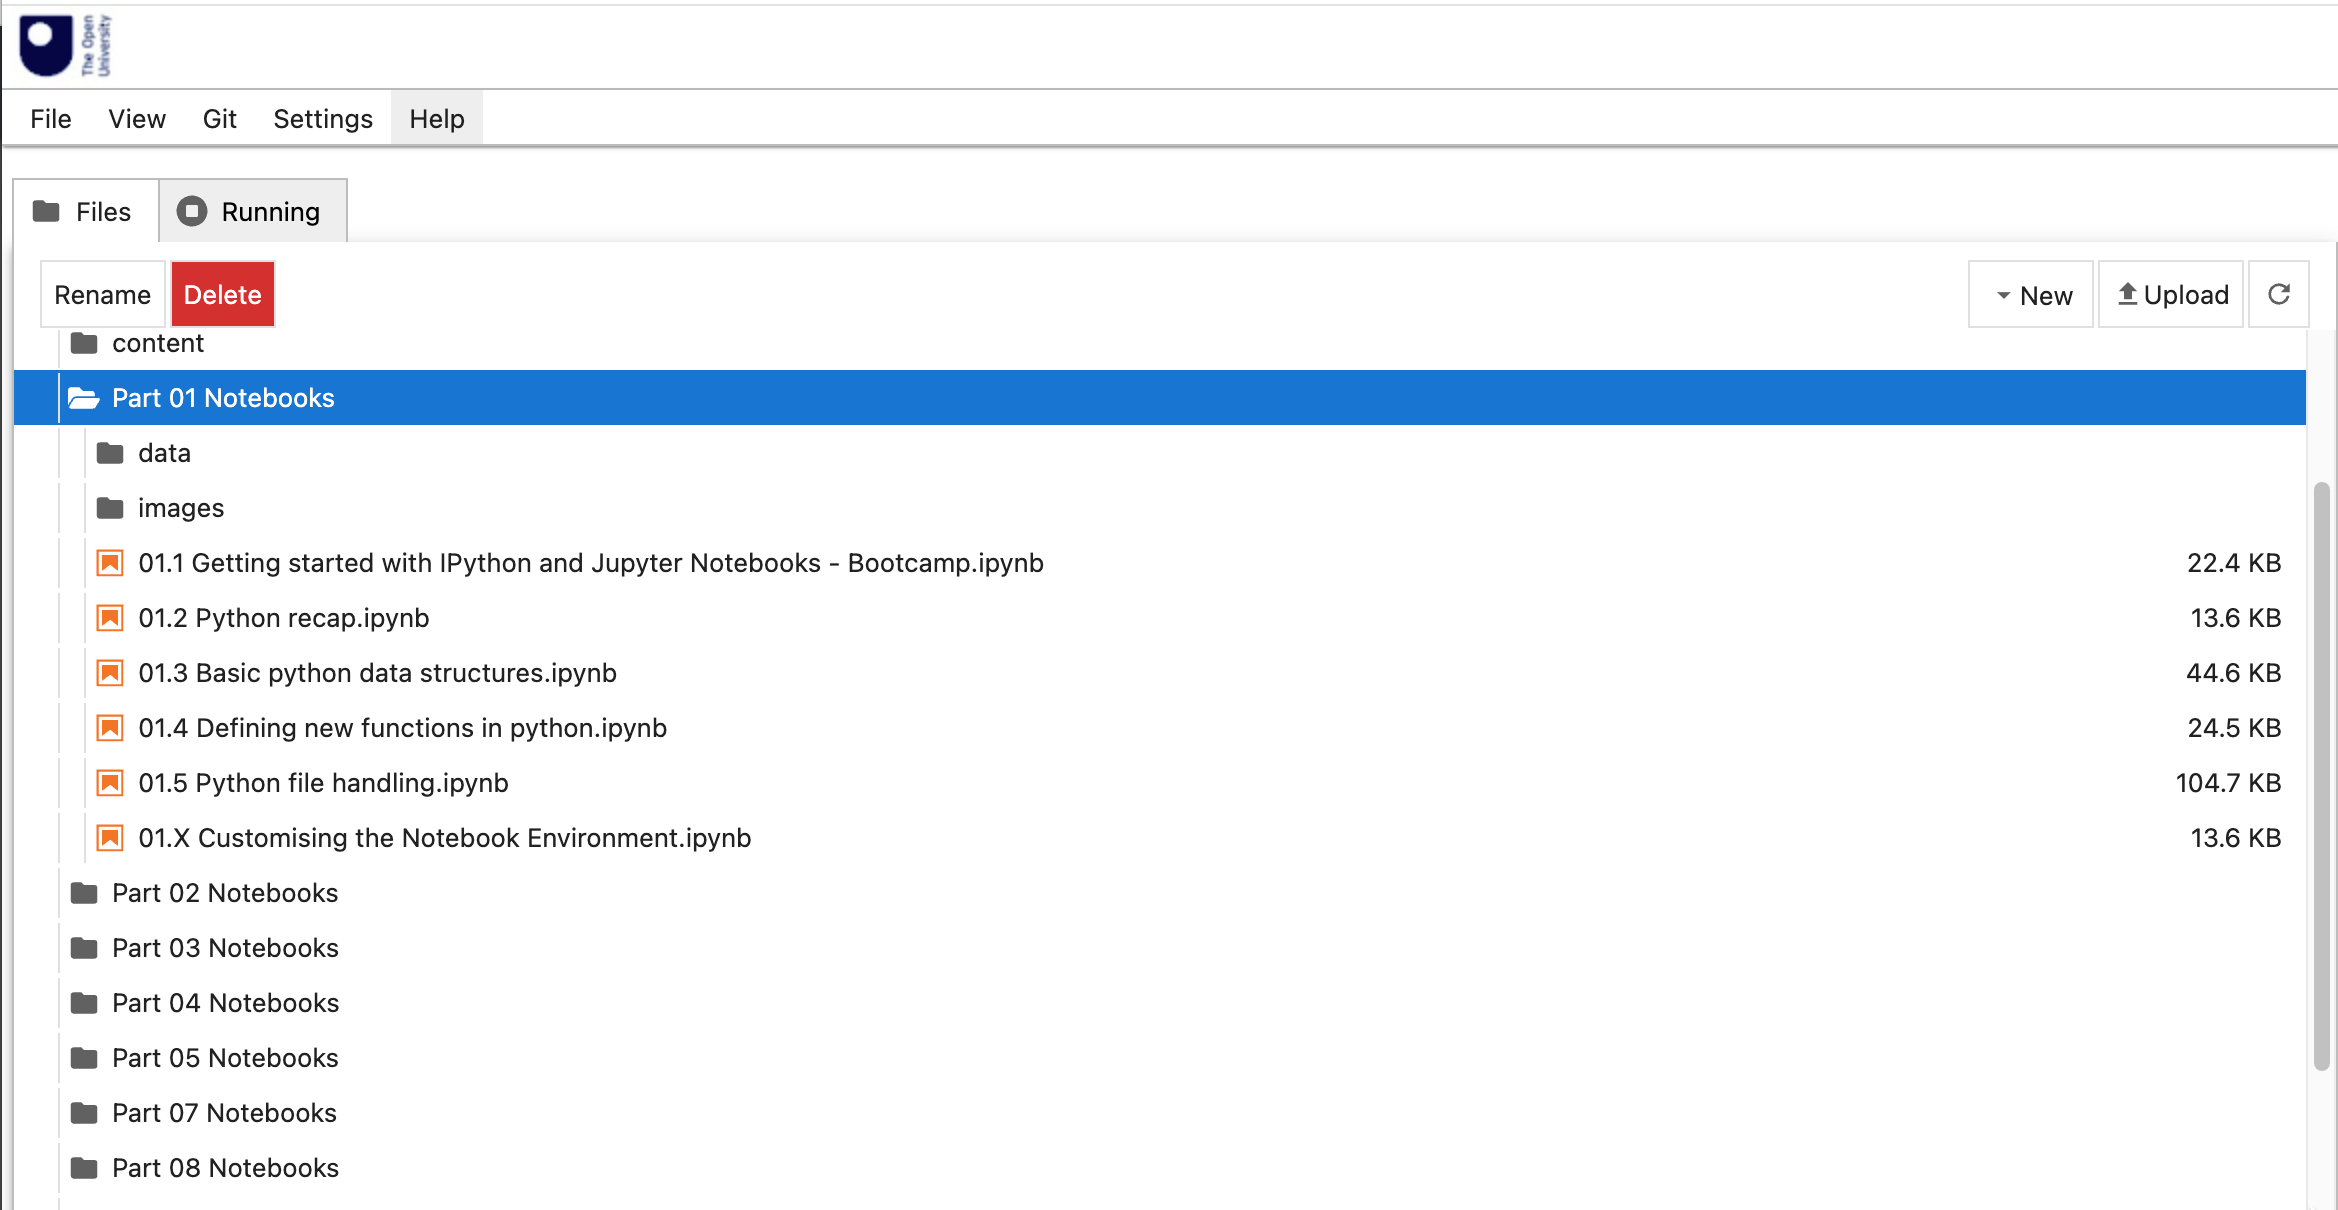 The Open
University
File View Git Settings Help
Files Running
Rename Delete New Upload
content
Part 01 Notebooks
data
images
01.1 Getting started with IPython and Jupyter Notebooks - Bootcamp.ipynb 22.4 KB
01.2 Python recap.ipynb 13.6 KB
01.3 Basic python data structures.ipynb 44.6 KB
01.4 Defining new functions in python.ipynb 24.5 KB
01.5 Python file handling.ipynb 104.7 KB
01.X Customising the Notebook Environment.ipynb 13.6 KB
Part 02 Notebooks
Part 03 Notebooks
Part 04 Notebooks
Part 05 Notebooks
Part 07 Notebooks
Part 08 Notebooks